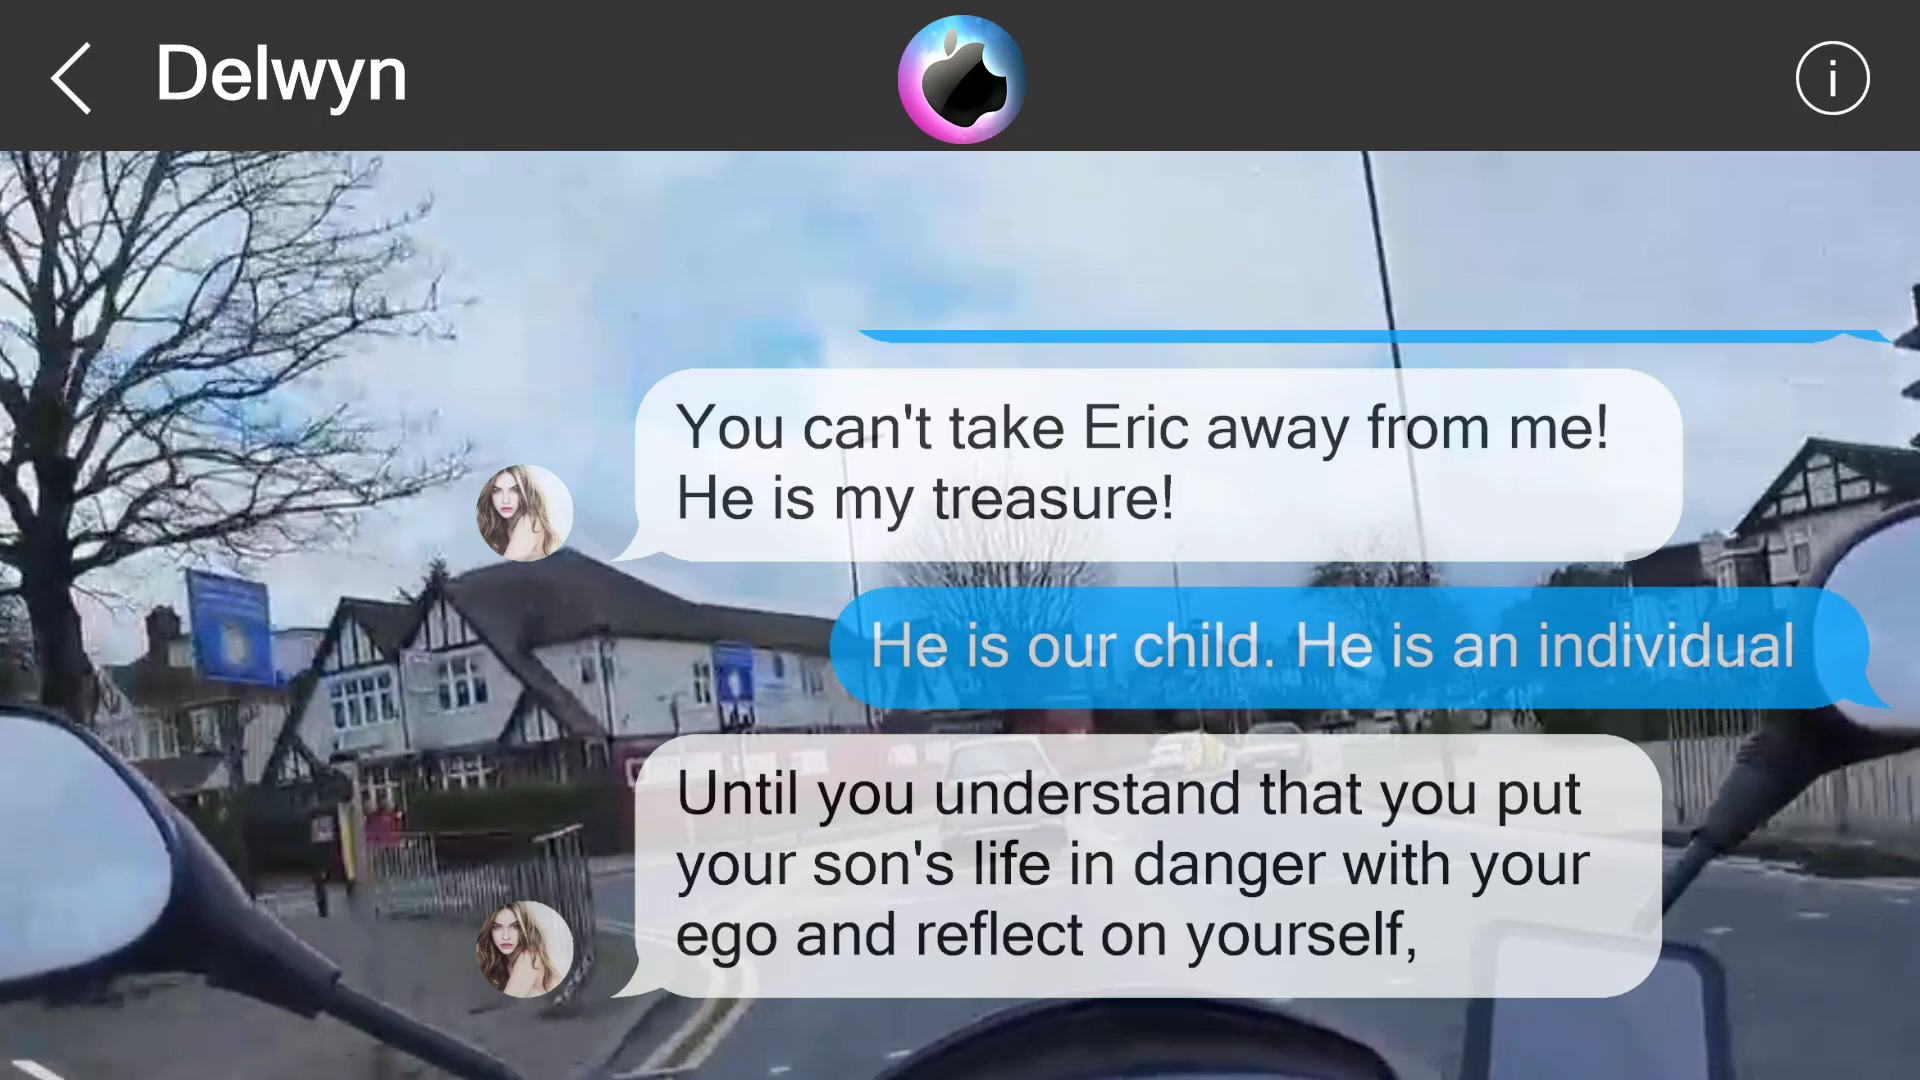 Delwyn
You can't take Eric away from me!
He is my treasure!
He is our child. He is an individual
Until you understand that you put
your son's life in danger with your
ego and reflect on yourself,